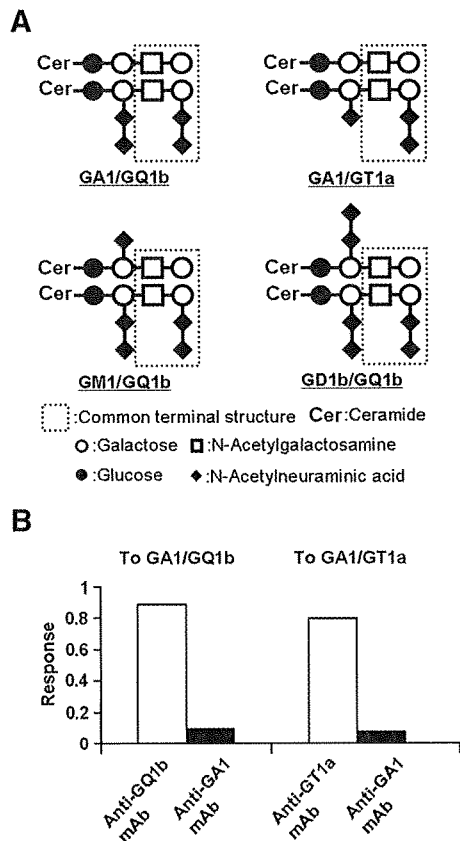 A
Cer
Cer
GA1/GQ1b
Cer
Cer
GA1/GT1a
Cer
Cer
GM1/GQ1b
Cer
Cer
GD1b/GQ1b
:Common terminal structure Cer:Ceramide
:Galactose :N-Acetylgalactosamine
:Glucose :N-Acetylneuraminic acid
B
To GA1/GQ1b To GA1/GT1a
Response
1
0.8
0.6
0.4
0.2
0
Anti-GQ1b
mAb
Anti-GA1
mAb
Anti-GT1a
mAb
Anti-GA1
mAb